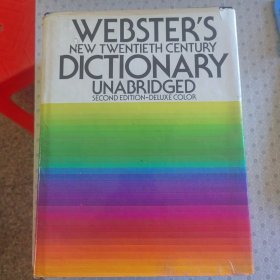 WEBSTER'S
NEW TWENTIETH CENTURY
DICTIONARY
UNABRIDGED
SECOND EDITION-DELUXE COLOR